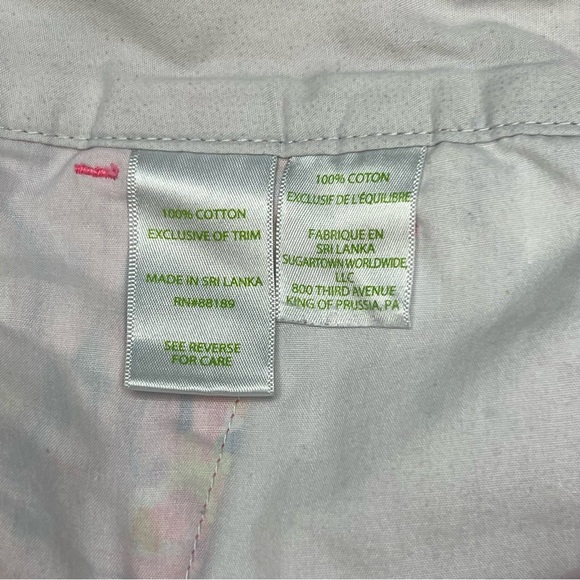 100% COTTON
EXCLUSIVE OF TRIM
MADE IN SRI LANKA
RN#88189
SEE REVERSE
FOR CARE
100% COTON
EXCLUSIF DE L'ÉQUILIBRE
FABRIQUE EN
SRI LANKA
SUGARTOWN WORLDWIDE,
LLC
800 THIRD AVENUE
KING OF PRUSSIA, PA